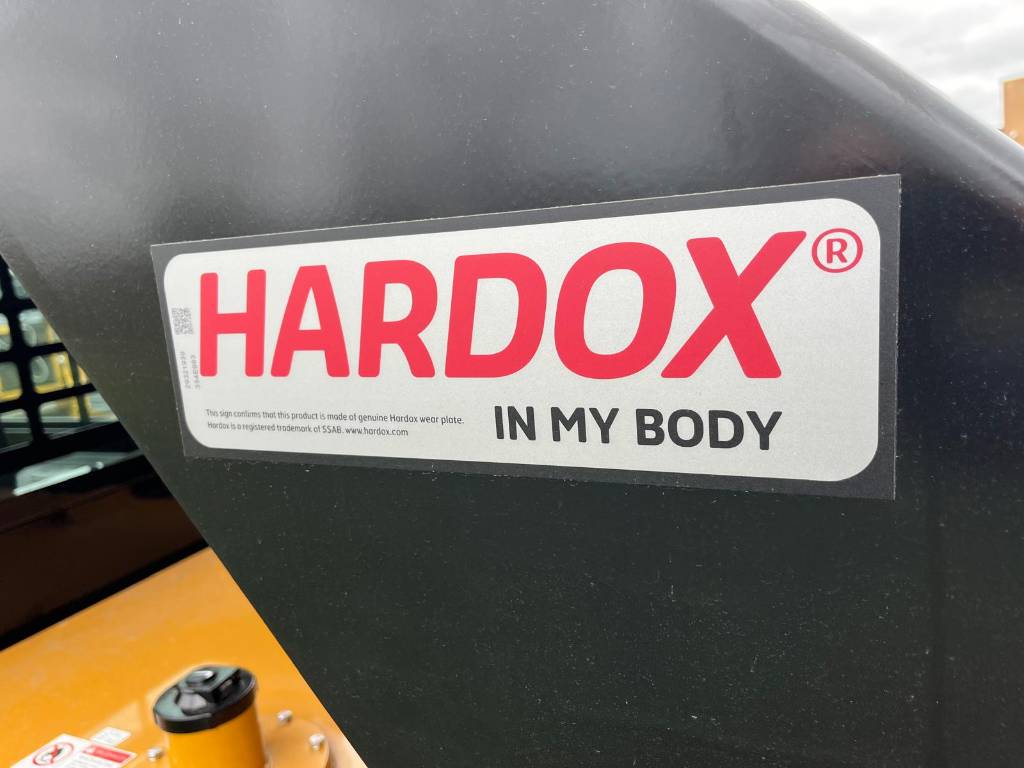 HARDOX®
IN MY BODY
This sign confirms that this product is made of genuine Hardox wear plate.
Hardox is a registered trademark of SSAB. www.hardox.com